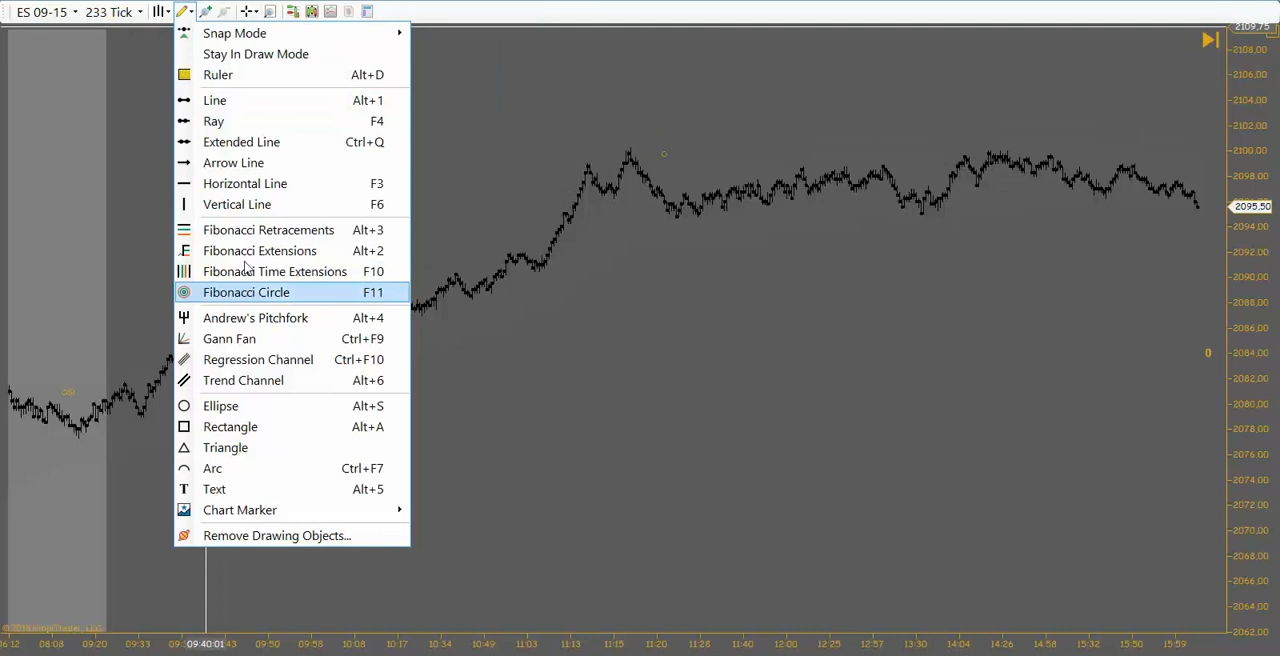 ES 09-15 233 Tick
Snap Mode
Stay In Draw Mode
Ruler Alt+D
Line Alt+1
Ray F4
Extended Line Ctrl+Q
Arrow Line
Horizontal Line F3
Vertical Line F6
Fibonacci Retracements Alt+3
Fibonacci Extensions Alt+2
Fibonacci Time Extensions F10
Fibonacci Circle F11
Andrew's Pitchfork Alt+4
Gann Fan Ctrl+F9
Regression Channel Ctrl+F10
Trend Channel Alt+6
Ellipse Alt+S
Rectangle Alt+A
Triangle
Arc Ctrl+F7
Text Alt+5
Chart Marker
Remove Drawing Objects...
2109,75
2108,00
2106,00
2104,00
2102,00
2100,00
2098,00
2095,50
2094,00
2092,00
2090,00
2088,00
2086,00
2084,00
0
2082,00
2080,00
2078,00
2076,00
2074,00
2072,00
2070,00
2068,00
2066,00
2064,00
2062,00
08:08 09:20 09:33 09:40:01 09:50 10:08 10:17 10:49 11:03 11:15 11:20 11:28 11:40 12:00 12:25 13:07 13:37 14:04 14:26 14:58 15:32 15:50 15:59